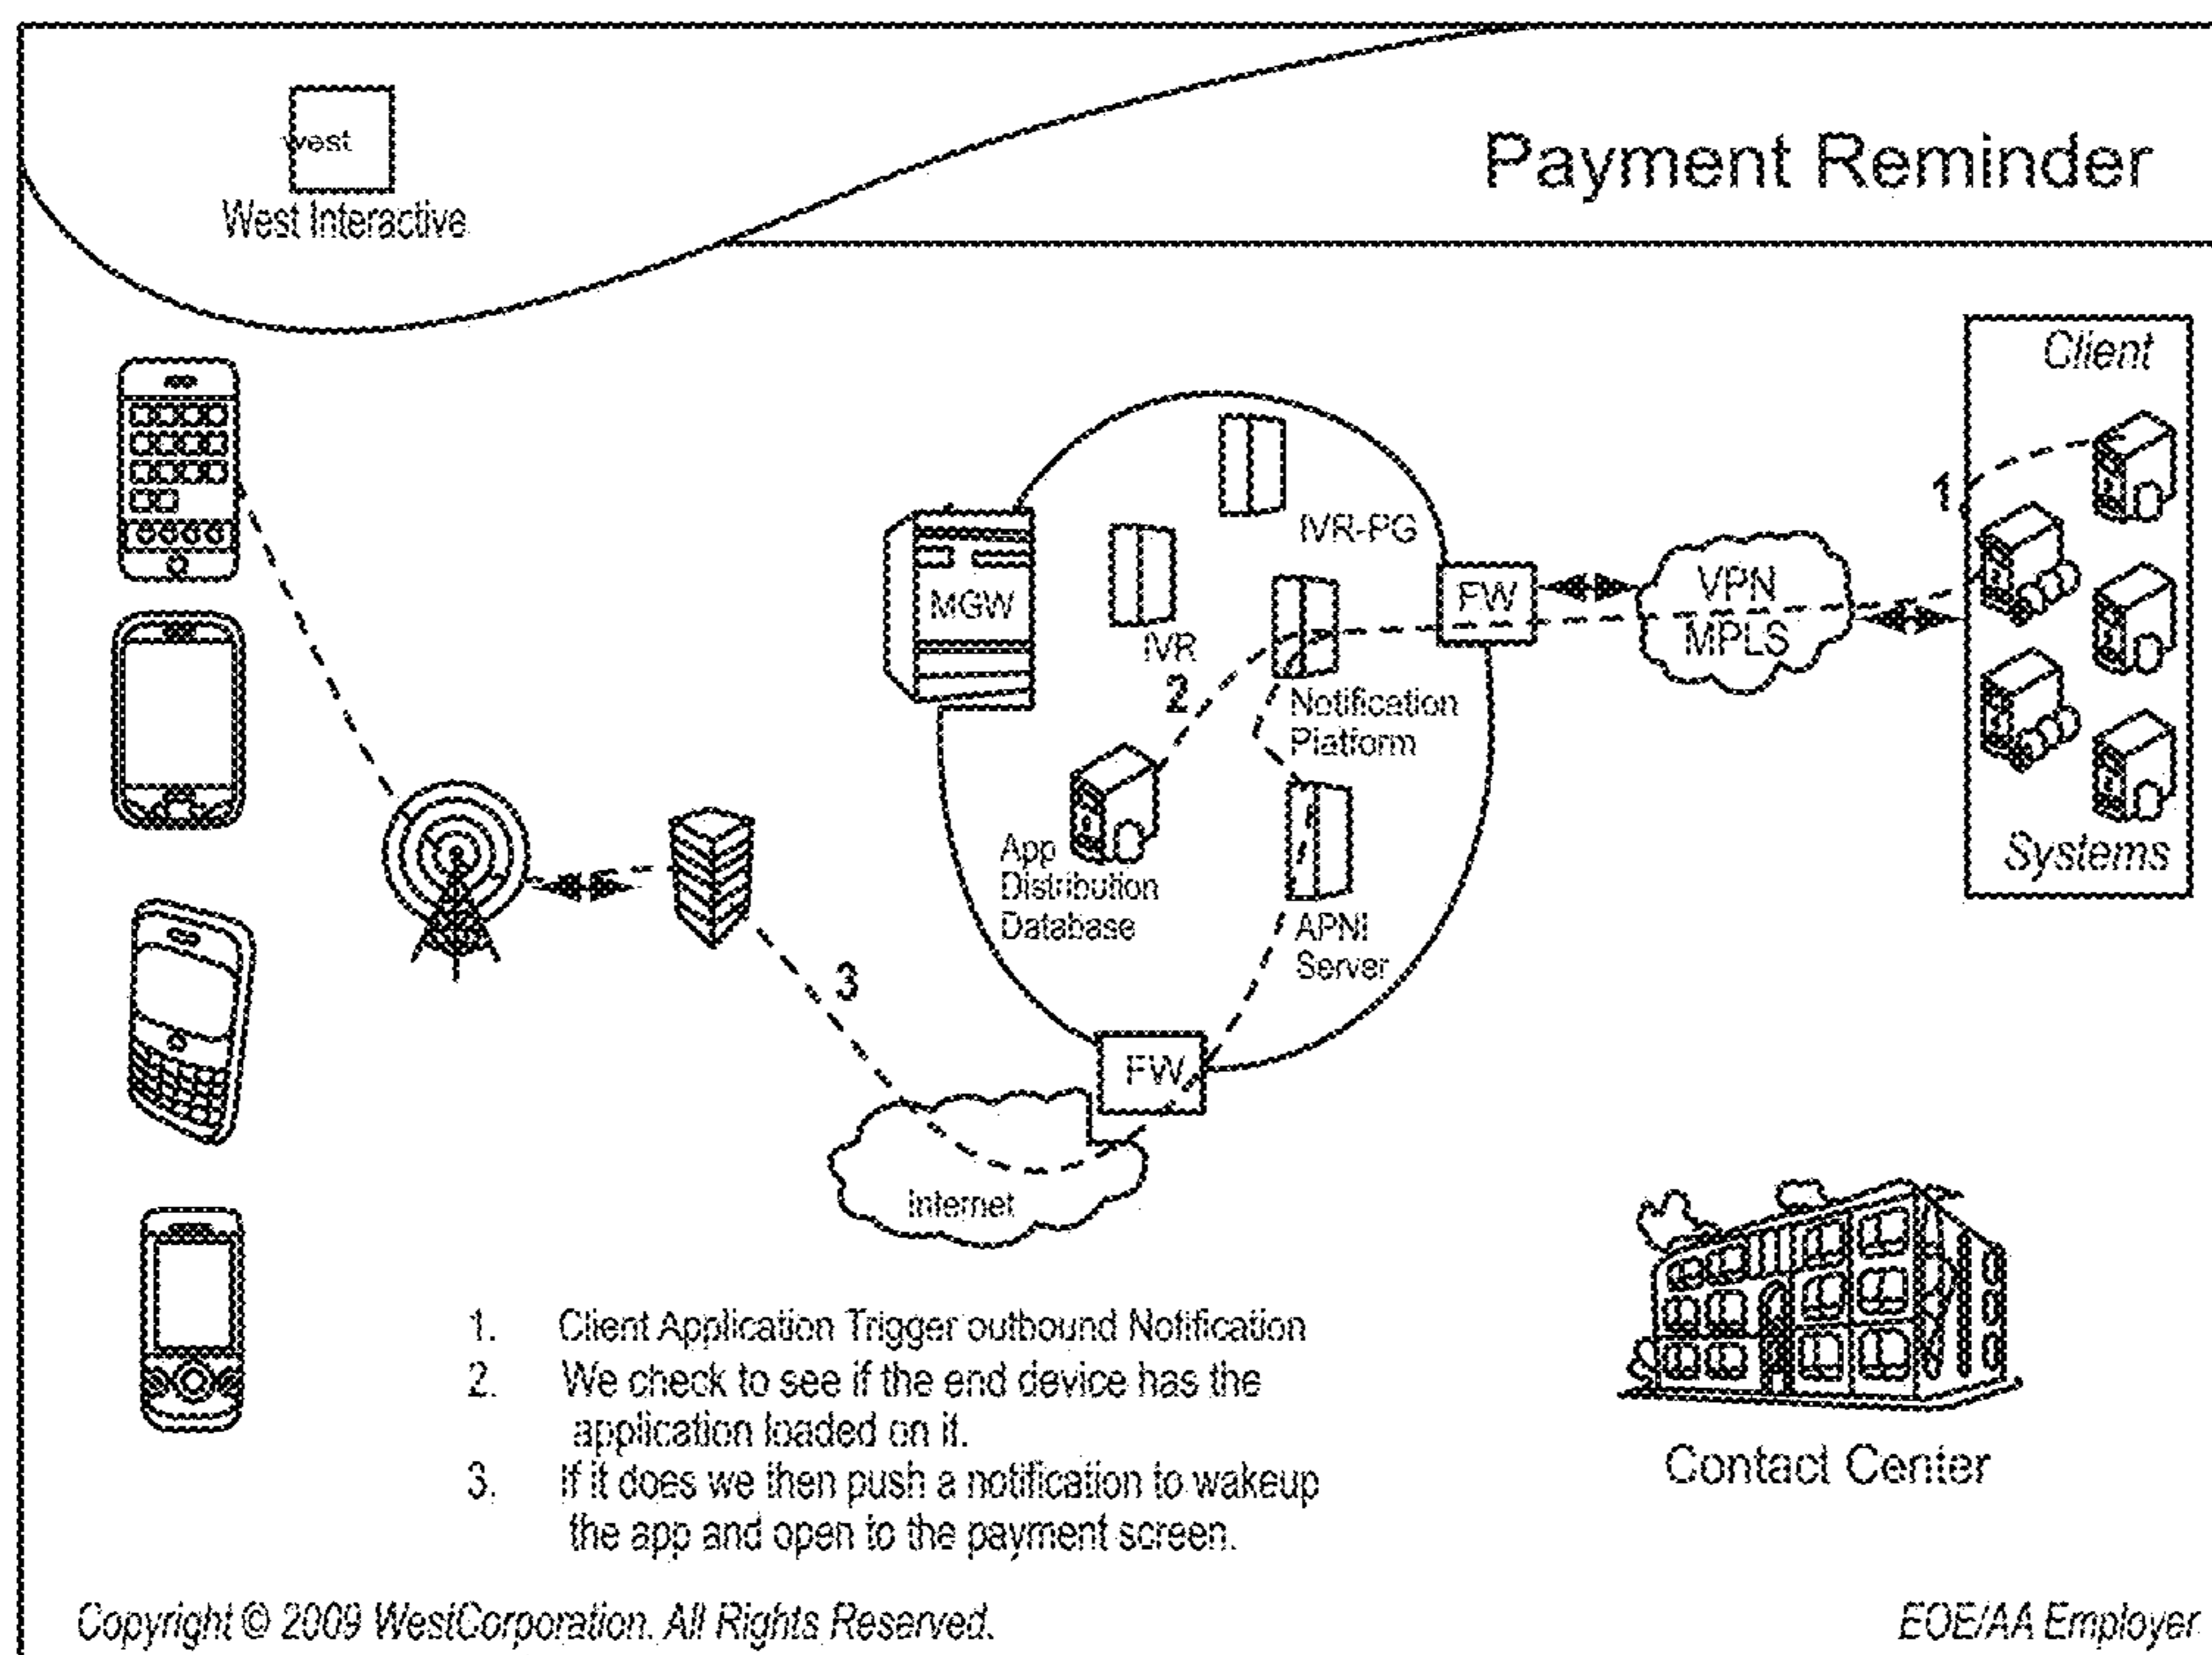 west
West Interactive
Payment Reminder
Client
1
IVR-PG
MGW
IVR
FW
VPN
MPLS
2
Notification
Platform
App
Distribution
Database
APNI
Server
Systems
3
FW
Internet
1. Client Application Trigger outbound Notification
2. We check to see if the end device has the
application loaded on it.
3. If it does we then push a notification to wakeup
the app and open to the payment screen.
Contact Center
Copyright © 2009 WestCorporation. All Rights Reserved.
EOE/AA Employer